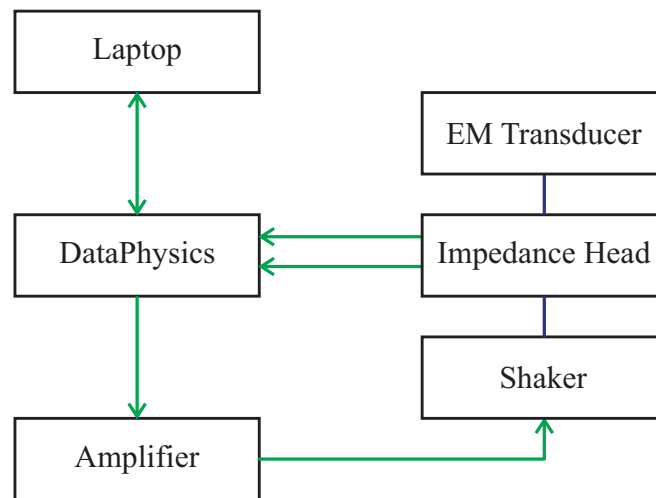 Laptop
EM Transducer
DataPhysics
Impedance Head
Shaker
Amplifier